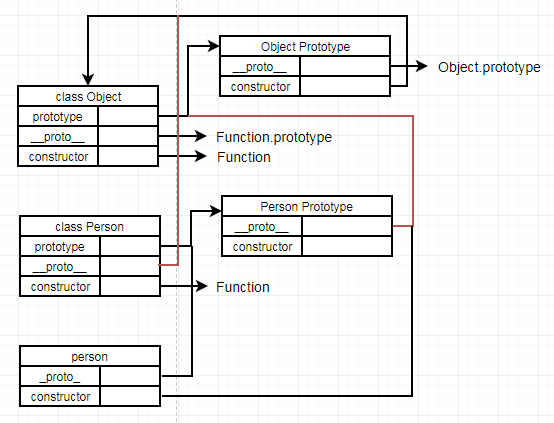 Object Prototype
__proto__
constructor
Object.prototype
class Object
prototype
__proto__
constructor
Function.prototype
Function
Person Prototype
__proto__
constructor
class Person
prototype
__proto__
constructor
Function
person
_proto_
constructor